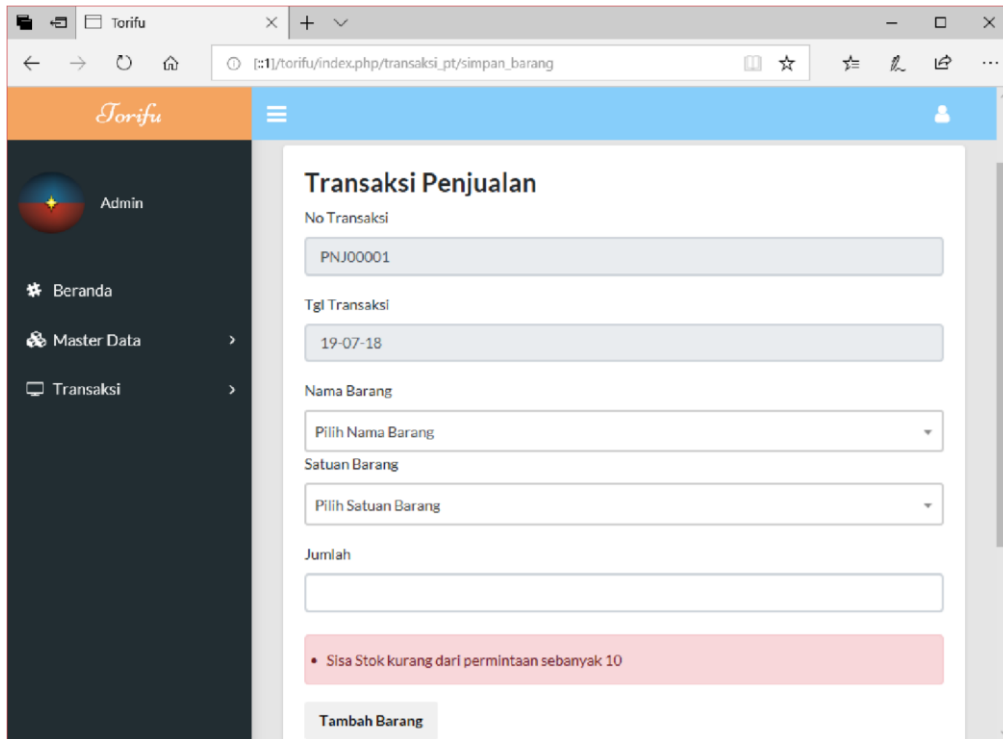 Torifu
[::1]/torifu/index.php/transaksi_pt/simpan_barang
Torifu
Admin
Beranda
Master Data
Transaksi
Transaksi Penjualan
No Transaksi
PNJ00001
Tgl Transaksi
19-07-18
Nama Barang
Pilih Nama Barang
Satuan Barang
Pilih Satuan Barang
Jumlah
• Sisa Stok kurang dari permintaan sebanyak 10
Tambah Barang